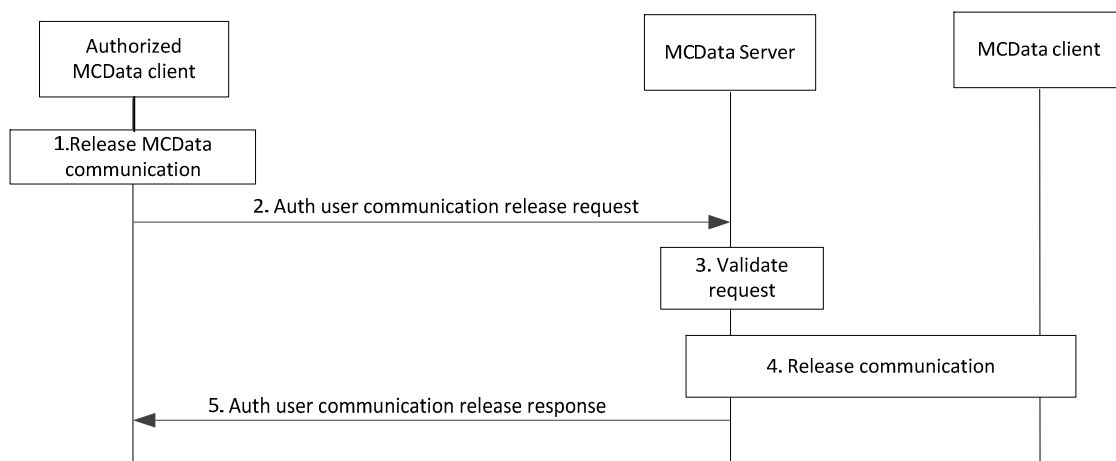 Authorized
MCData client
MCData Server
MCData client
1.Release MCData
communication
2. Auth user communication release request
3. Validate
request
4. Release communication
5. Auth user communication release response